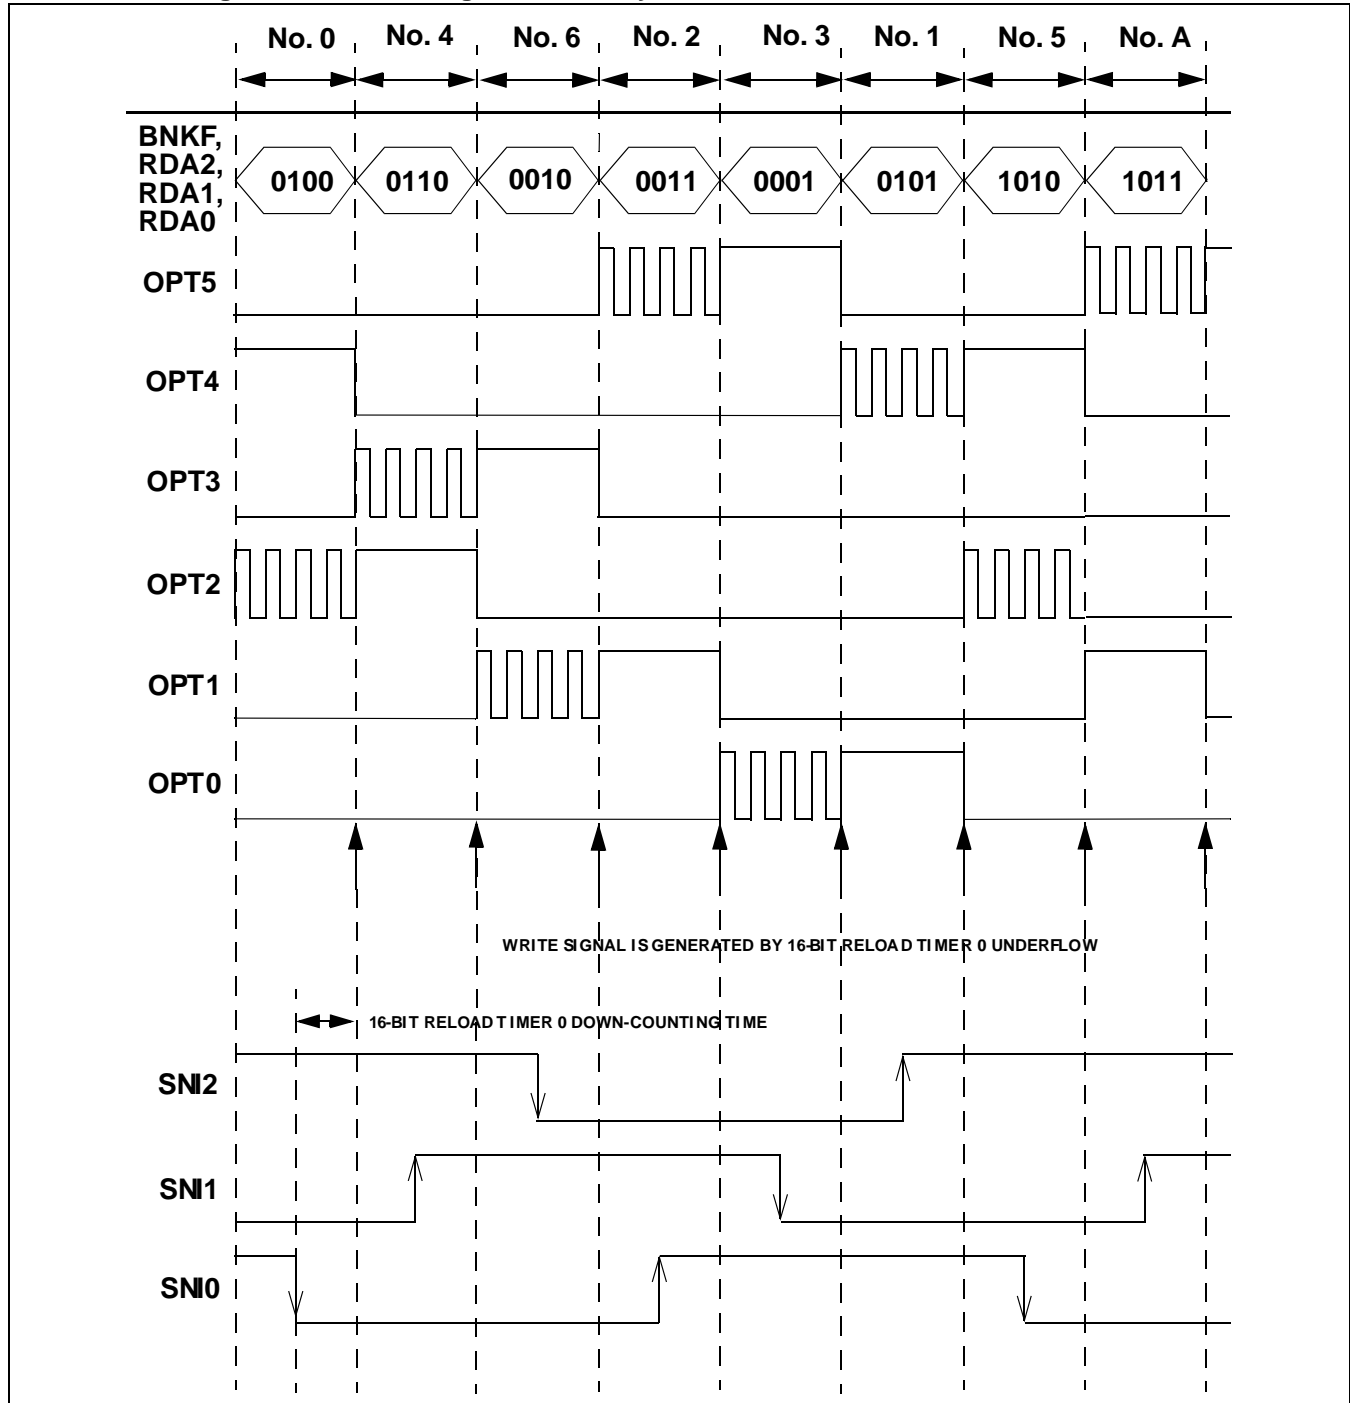 No. 0 No. 4 No. 6 No. 2 No. 3 No. 1 No. 5 No. A
BNKF,
RDA2,
RDA1,
RDA0
0100 0110 0010 0011 0001 0101 1010 1011
OPT5
OPT4
OPT3
OPT2
OPT1
OPT0
WRITE SIGNAL IS GENERATED BY 16-BIT RELOAD TIMER 0 UNDERFLOW
16-BIT RELOAD TIMER 0 DOWN-COUNTING TIME
SNI2
SNI1
SNI0